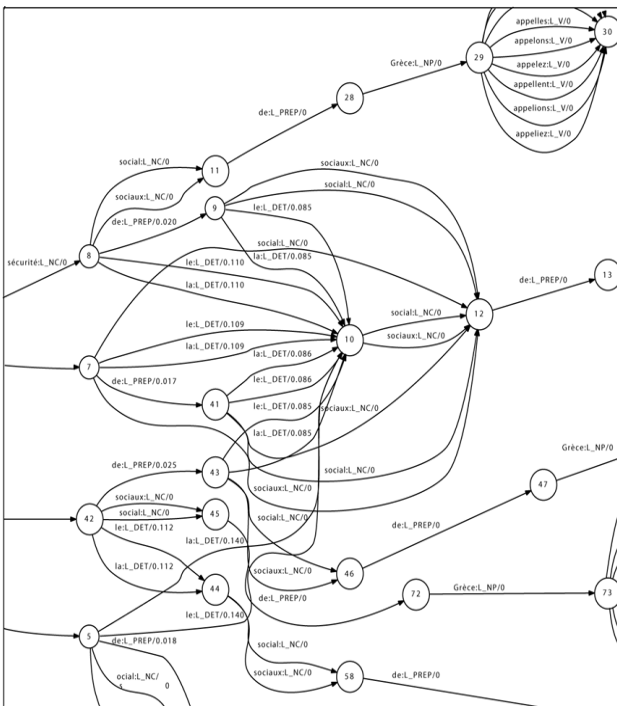 appelles:L_V/0
30
appelons:L_V/0
29
Grèce:L_NP/0
appelez:L_V/0
appellent:L_V/0
28
appelions:L_V/0
de:L_PREP/0
appeliez:L_V/0
social:L_NC/0
11
sociaux:L_NC/0
sociaux:L_NC/0
social:L_NC/0
9
le:L_DET/0.085
de:L_PREP/0.020
social:L_NC/0
8
sécurité:L_NC/0
le:L_DET/0.110
la:L_DET/0.085
13
de:L_PREP/0
la:L_DET/0.110
12
social:L_NC/0
le:L_DET/0.109
sociaux:L_NC/0
10
la:L_DET/0.109
la:L_DET/0.086
7
le:L_DET/0.086
de:L_PREP/0.017
41
le:L_DET/0.085
sociaux:L_NC/0
la:L_DET/0.085
Grèce:L_NP/0
de:L_PREP/0.025
43
social:L_NC/0
47
sociaux:L_NC/0
sociaux:L_NC/0
social:L_NC/0
45
42
social:L_NC/0
le:L_DET/0.112
de:L_PREP/0
la:L_DET/0.140
la:L_DET/0.112
sociaux:L_NC/0
46
44
de:L_PREP/0
72
Grèce:L_NP/0
73
le:L_DET/0.140
5
de:L_PREP/0.018
social:L_NC/0
ocial:L_NC/
s
0
sociaux:L_NC/0
58
de:L_PREP/0